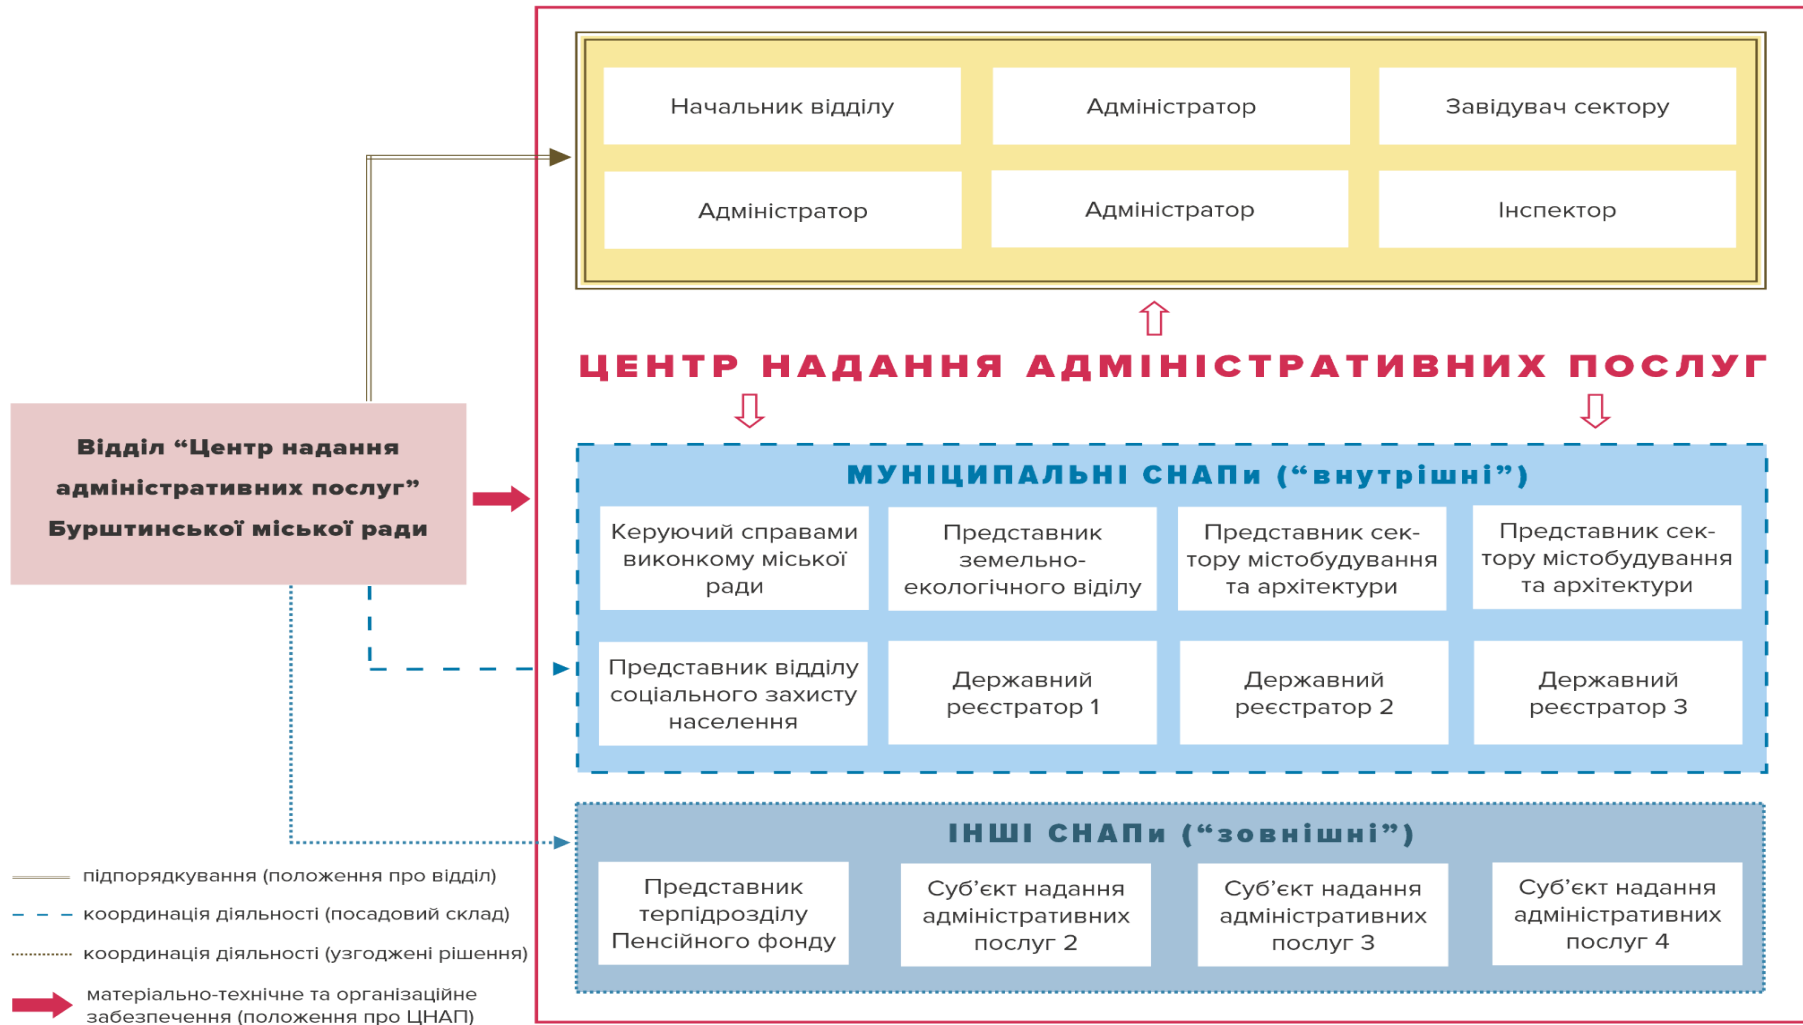 Начальник відділу
Адміністратор
Завідувач сектору
Адміністратор
Адміністратор
Інспектор
ЦЕНТР НАДАННЯ АДМІНІСТРАТИВНИХ ПОСЛУГ
Відділ “Центр надання
адміністративних послуг”
Бурштинської міської ради
МУНІЦИПАЛЬНІ СНАПи (“внутрішні”)
Керуючий справами
виконкому міської
ради
Представник
земельно-
екологічного віділу
Представник сек-
тору містобудування
та архітектури
Представник сек-
тору містобудування
та архітектури
Представник відділу
соціального захисту
населення
Державний
реєстратор 1
Державний
реєстратор 2
Державний
реєстратор 3
ІНШІ СНАПи (“зовнішні”)
Представник
терпідрозділу
Пенсійного фонду
Суб’єкт надання
адміністративних
послуг 2
Суб’єкт надання
адміністративних
послуг 3
Суб’єкт надання
адміністративних
послуг 4
підпорядкування (положення про відділ)
координація діяльності (посадовий склад)
координація діяльності (узгоджені рішення)
матеріально-технічне та організаційне
забезпечення (положення про ЦНАП)